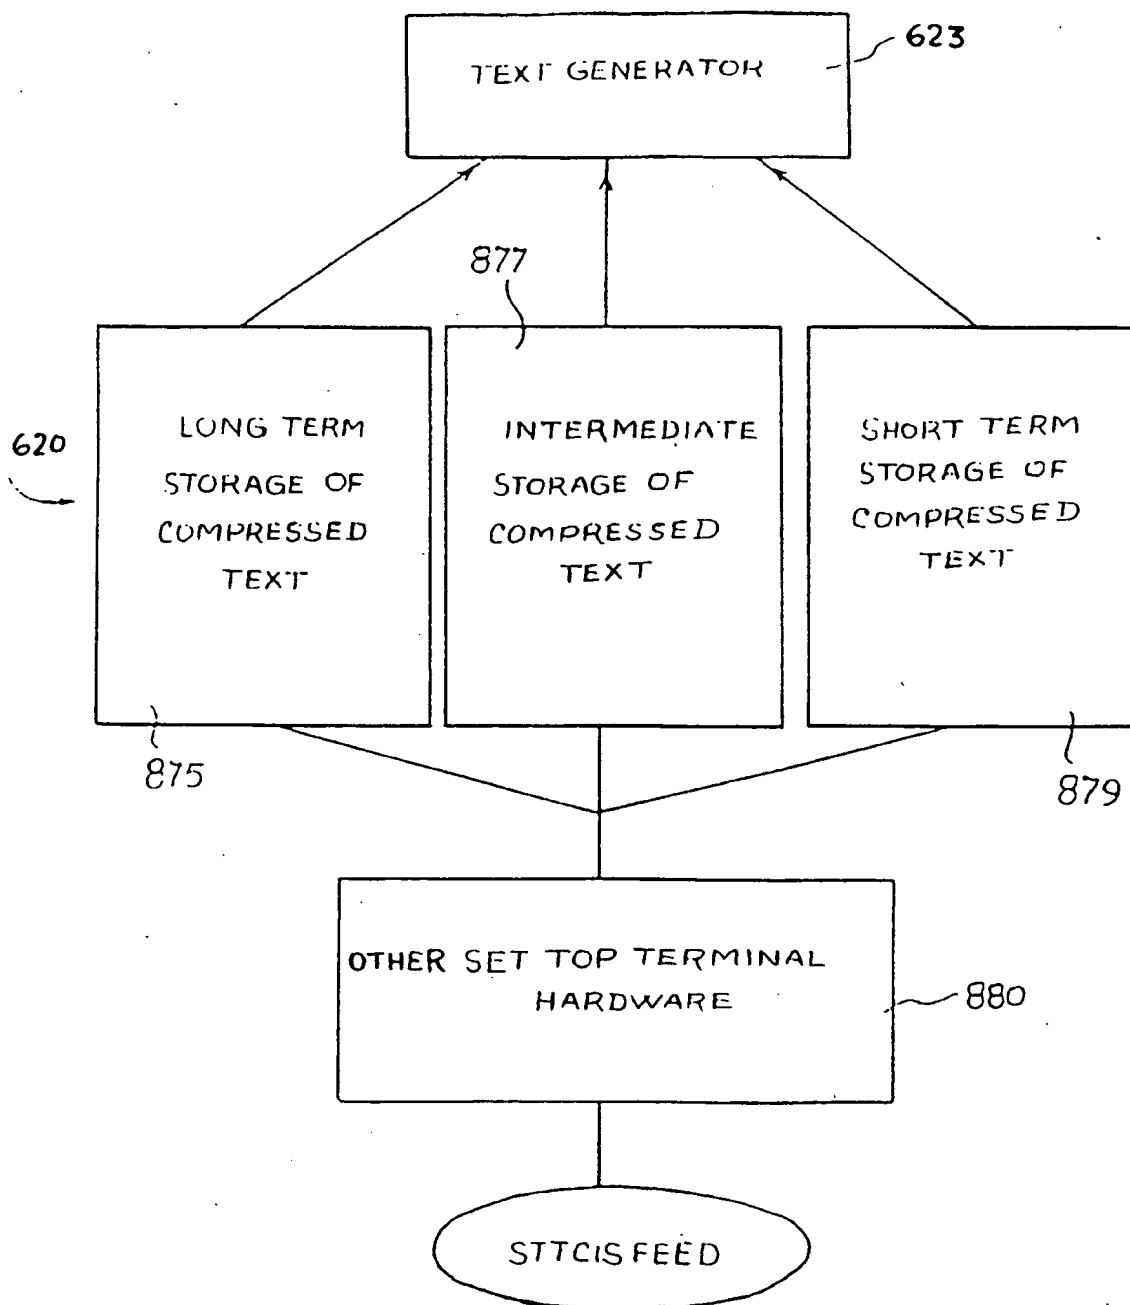 TEXT GENERATOR
623
877
620
LONG TERM
STORAGE OF
COMPRESSED
TEXT
INTERMEDIATE
STORAGE OF
COMPRESSED
TEXT
SHORT TERM
STORAGE OF
COMPRESSED
TEXT
875
879
OTHER SET TOP TERMINAL
HARDWARE
880
STTCIS FEED